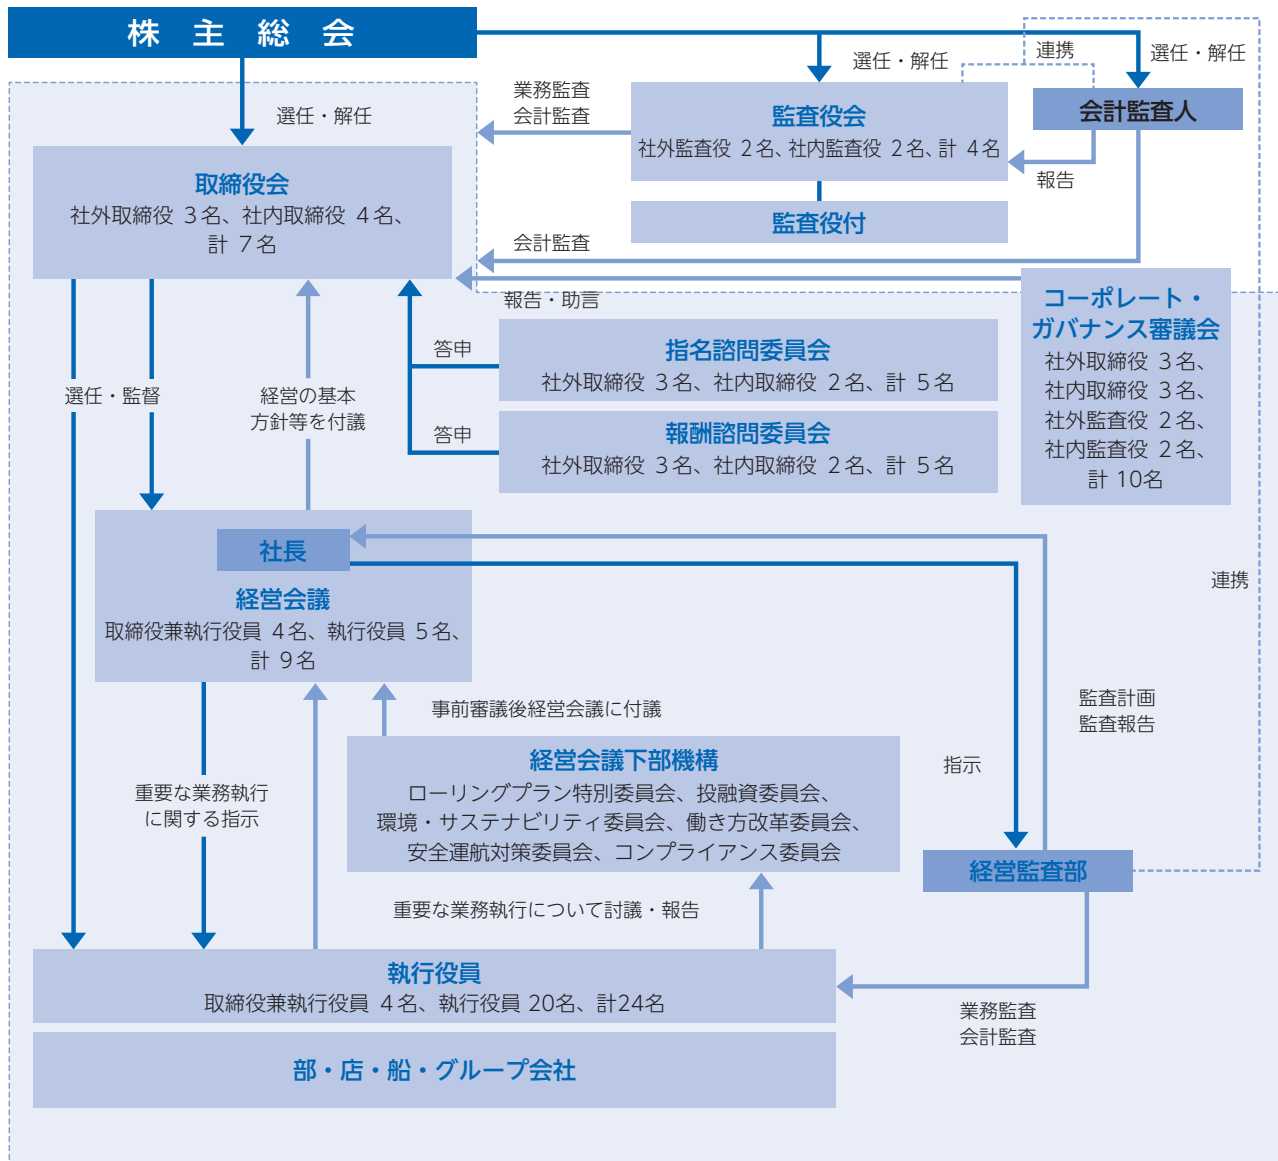 株主総会
選任・解任
選任・解任
連携
選任・解任
業務監査
会計監査
監査役会
社外監査役 2名、社内監査役 2名、計 4名
会計監査人
報告
監査役付
会計監査
取締役会
社外取締役 3名、社内取締役 4名、
計 7名
報告・助言
コーポレート・
ガバナンス審議会
社外取締役 3名、
社内取締役 3名、
社外監査役 2名、
社内監査役 2名、
計 10名
答申
指名諮問委員会
社外取締役 3名、社内取締役 2名、計 5名
答申
報酬諮問委員会
社外取締役 3名、社内取締役 2名、計 5名
選任・監督
経営の基本
方針等を付議
社長
経営会議
取締役兼執行役員 4名、執行役員 5名、
計 9名
連携
監査計画
監査報告
指示
事前審議後経営会議に付議
経営会議下部機構
ローリングプラン特別委員会、投融資委員会、
環境・サステナビリティ委員会、働き方改革委員会、
安全運航対策委員会、コンプライアンス委員会
重要な業務執行
に関する指示
経営監査部
重要な業務執行について討議・報告
執行役員
取締役兼執行役員 4名、執行役員 20名、計24名
業務監査
会計監査
部・店・船・グループ会社